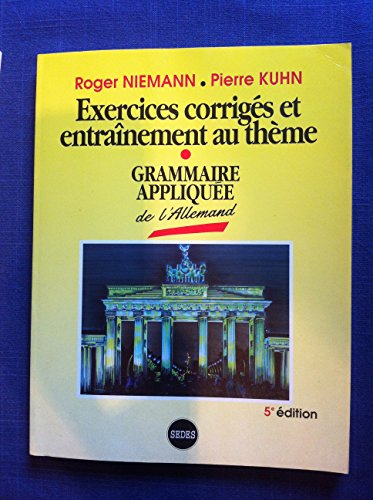 Roger NIEMANN • Pierre KUHN
Exercices corrigés et
entraînement au thème
•
GRAMMAIRE
APPLIQUÉE
de l'Allemand
5e édition
SEDES